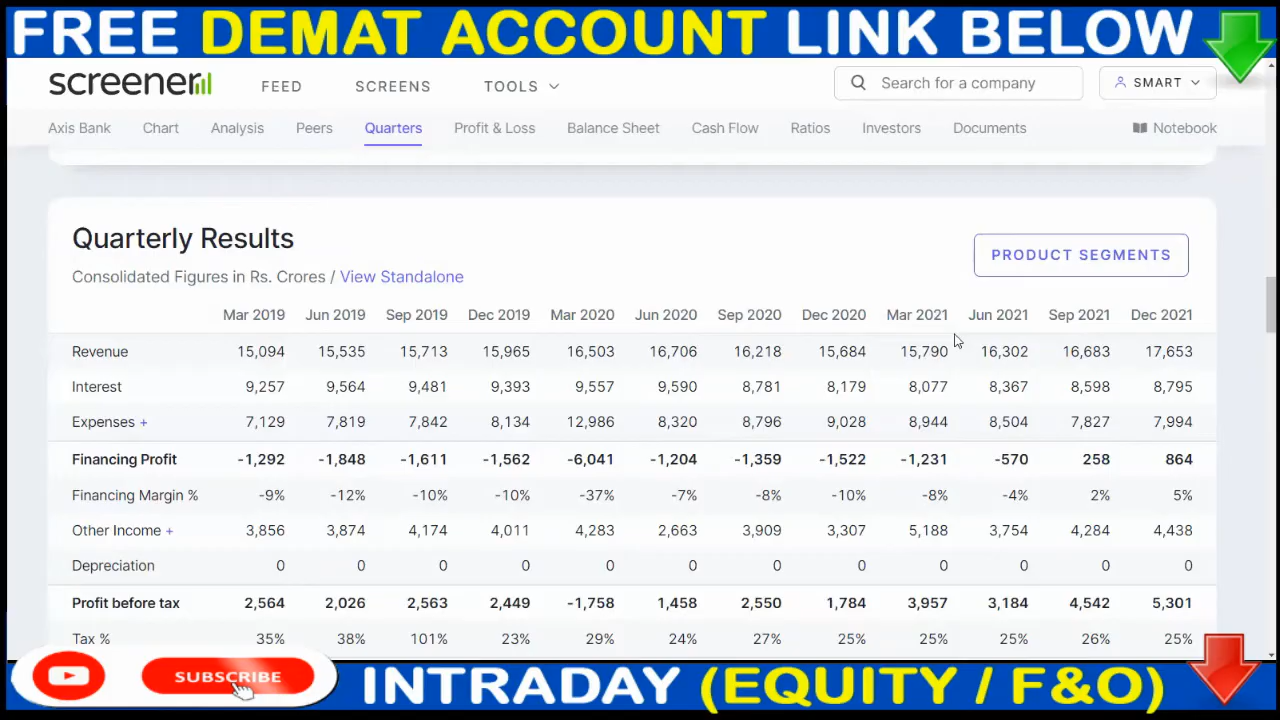 FREE DEMAT ACCOUNT LINK BELOW
screener FEED SCREENS TOOLS Search for a company SMART
Axis Bank Chart Analysis Peers Quarters Profit & Loss Balance Sheet Cash Flow Ratios Investors Documents Notebook
Quarterly Results
PRODUCT SEGMENTS
Consolidated Figures in Rs. Crores / View Standalone
Mar 2019 Jun 2019 Sep 2019 Dec 2019 Mar 2020 Jun 2020 Sep 2020 Dec 2020 Mar 2021 Jun 2021 Sep 2021 Dec 2021
Revenue 15,094 15,535 15,713 15,965 16,503 16,706 16,218 15,684 15,790 16,302 16,683 17,653
Interest 9,257 9,564 9,481 9,393 9,557 9,590 8,781 8,179 8,077 8,367 8,598 8,795
Expenses + 7,129 7,819 7,842 8,134 12,986 8,320 8,796 9,028 8,944 8,504 7,827 7,994
Financing Profit -1,292 -1,848 -1,611 -1,562 -6,041 -1,204 -1,359 -1,522 -1,231 -570 258 864
Financing Margin % -9% -12% -10% -10% -37% -7% -8% -10% -8% -4% 2% 5%
Other Income + 3,856 3,874 4,174 4,011 4,283 2,663 3,909 3,307 5,188 3,754 4,284 4,438
Depreciation 0 0 0 0 0 0 0 0 0 0 0 0
Profit before tax 2,564 2,026 2,563 2,449 -1,758 1,458 2,550 1,784 3,957 3,184 4,542 5,301
Tax % 35% 38% 101% 23% 29% 24% 27% 25% 25% 25% 26% 25%
SUBSCRIBE
INTRADAY (EQUITY / F&O)